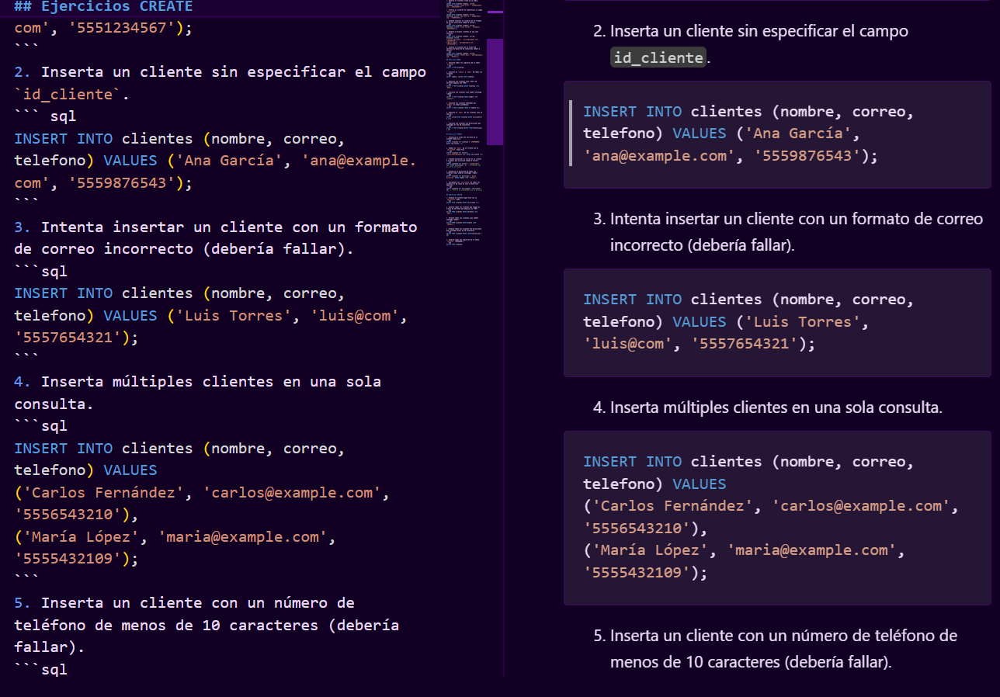 ## Ejercicios CREATE
com', '5551234567');
```
2. Inserta un cliente sin especificar el campo
`id_cliente`.
``` sql
INSERT INTO clientes (nombre, correo,
telefono) VALUES ('Ana García', 'ana@example.
com', '5559876543');
```
3. Intenta insertar un cliente con un formato
de correo incorrecto (debería fallar).
```sql
INSERT INTO clientes (nombre, correo,
telefono) VALUES ('Luis Torres', 'luis@com',
'5557654321');
```
4. Inserta múltiples clientes en una sola
consulta.
```sql
INSERT INTO clientes (nombre, correo,
telefono) VALUES
('Carlos Fernández', 'carlos@example.com',
'5556543210'),
('María López', 'maria@example.com',
'5555432109');
```
5. Inserta un cliente con un número de
teléfono de menos de 10 caracteres (debería
fallar).
```sql
2. Inserta un cliente sin especificar el campo
id_cliente.
INSERT INTO clientes (nombre, correo,
telefono) VALUES ('Ana García',
'ana@example.com', '5559876543');
3. Intenta insertar un cliente con un formato de correo
incorrecto (debería fallar).
INSERT INTO clientes (nombre, correo,
telefono) VALUES ('Luis Torres',
'luis@com', '5557654321');
4. Inserta múltiples clientes en una sola consulta.
INSERT INTO clientes (nombre, correo,
telefono) VALUES
('Carlos Fernández', 'carlos@example.com',
'5556543210'),
('María López', 'maria@example.com',
'5555432109');
5. Inserta un cliente con un número de teléfono de
menos de 10 caracteres (debería fallar).